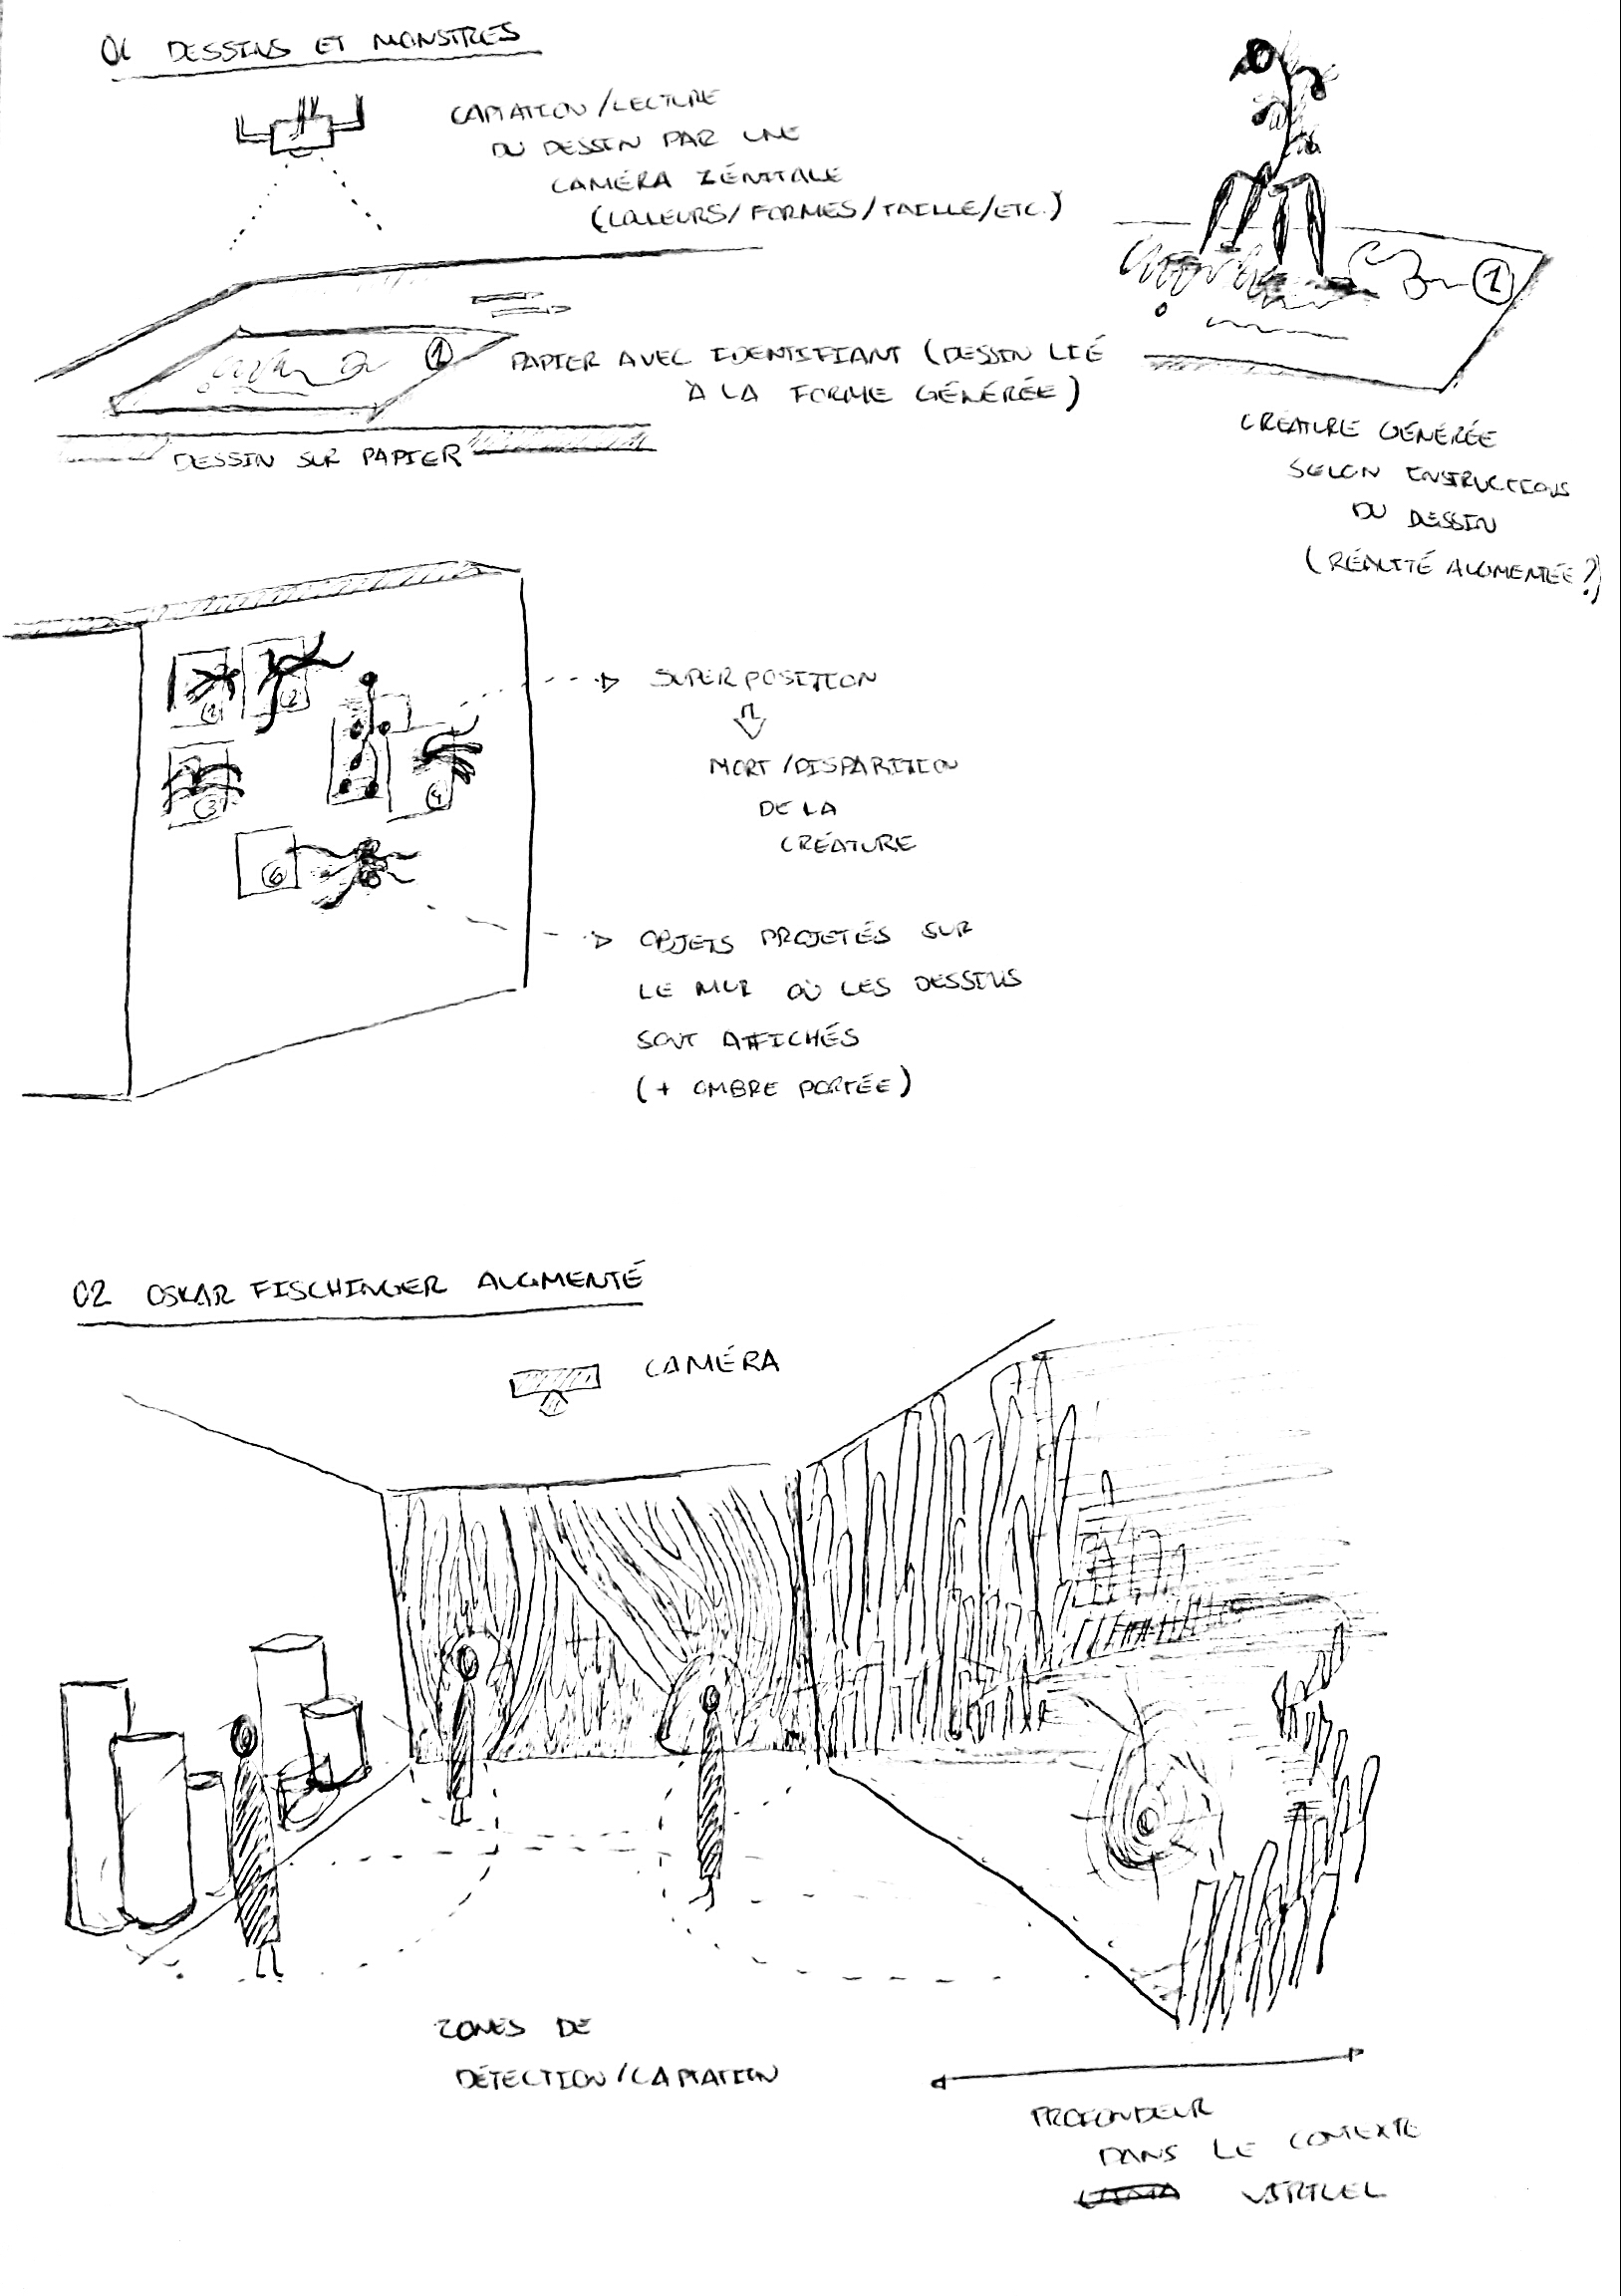 01 DESSINS ET MONSTRES
CAPTATION/LECTURE
DU DESSIN PAR UNE
CAMÉRA ZÉNITALE
(COULEURS/FORMES/TAILLE/ETC.)
1
1
PAPIER AVEC IDENTIFIANT (DESSIN LIÉ
À LA FORME GÉNÉRÉE)
DESSIN SUR PAPIER
CRÉATURE GÉNÉRÉE
SELON INSTRUCTIONS
DU DESSIN
(RÉALITÉ AUGMENTÉE?)
1
2
3
4
6
SUPERPOSITION
MORT/DISPARITION
DE LA
CRÉATURE
OBJETS PROJETÉS SUR
LE MUR OÙ LES DESSINS
SONT AFFICHÉS
(+ OMBRE PORTÉE)
02 OSKAR FISCHINGER AUGMENTÉ
CAMÉRA
ZONES DE
DÉTECTION/CAPTATION
PROFONDEUR
DANS LE CONTEXTE
VIRTUEL